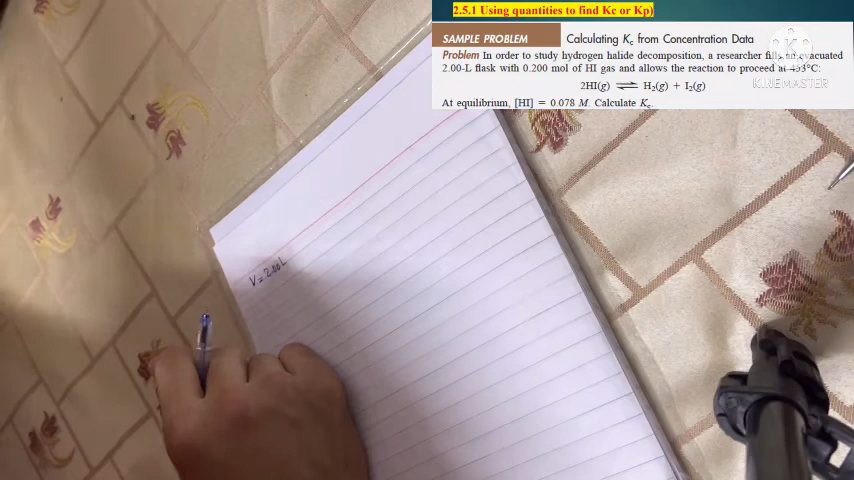 2.5.1 Using quantities to find Kc or Kp)
SAMPLE PROBLEM Calculating Kc from Concentration Data
Problem In order to study hydrogen halide decomposition, a researcher fills an evacuated
2.00-L flask with 0.200 mol of HI gas and allows the reaction to proceed at 453°C:
2HI(g) ⇌ H2(g) + I2(g)
At equilibrium, [HI] = 0.078 M. Calculate Kc.
KINEMASTER
V = 2.00 L